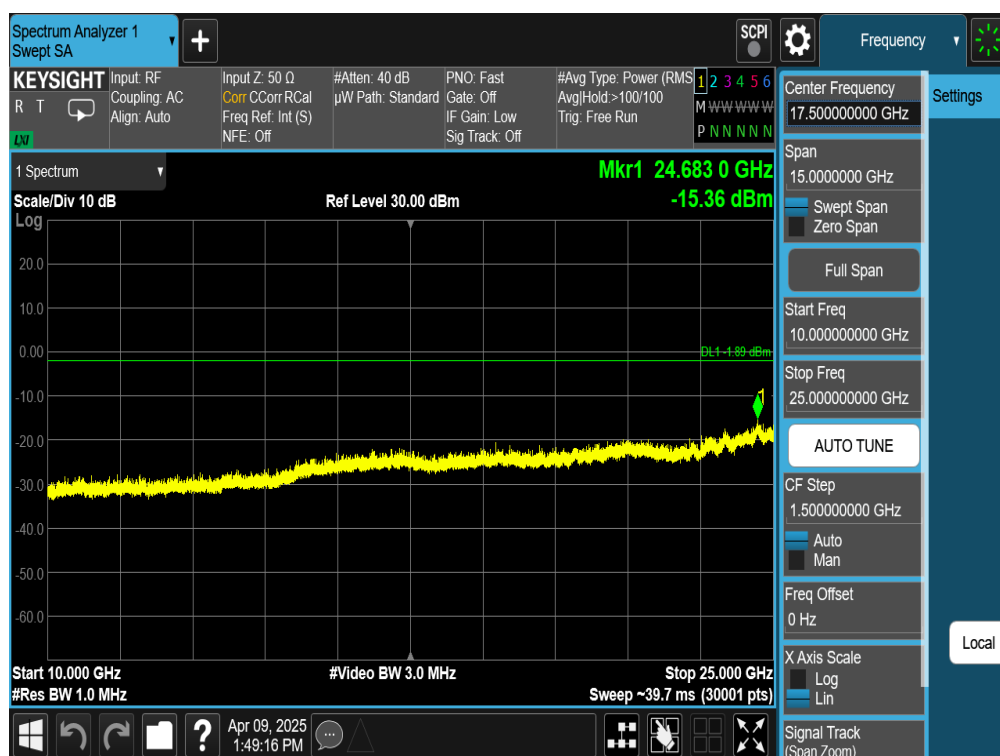 Spectrum Analyzer 1
Swept SA
+
SCPI
Frequency
KEYSIGHT
R T
LXI
Input: RF
Coupling: AC
Align: Auto
Input Z: 50 Ω
Corr CCorr RCal
Freq Ref: Int (S)
NFE: Off
#Atten: 40 dB
µW Path: Standard
PNO: Fast
Gate: Off
IF Gain: Low
Sig Track: Off
#Avg Type: Power (RMS
Avg|Hold:>100/100
Trig: Free Run
1 2 3 4 5 6
M W W W W W
P N N N N N
1 Spectrum
Mkr1 24.683 0 GHz
-15.36 dBm
Scale/Div 10 dB
Ref Level 30.00 dBm
Log
20.0
10.0
0.00
-10.0
-20.0
-30.0
-40.0
-50.0
-60.0
DL1 -1.89 dBm
1
Start 10.000 GHz
#Video BW 3.0 MHz
Stop 25.000 GHz
#Res BW 1.0 MHz
Sweep ~39.7 ms (30001 pts)
Center Frequency
17.500000000 GHz
Settings
Span
15.0000000 GHz
Swept Span
Zero Span
Full Span
Start Freq
10.000000000 GHz
Stop Freq
25.000000000 GHz
AUTO TUNE
CF Step
1.500000000 GHz
Auto
Man
Freq Offset
0 Hz
X Axis Scale
Log
Lin
Local
Signal Track
(Span Zoom)
?
Apr 09, 2025
1:49:16 PM